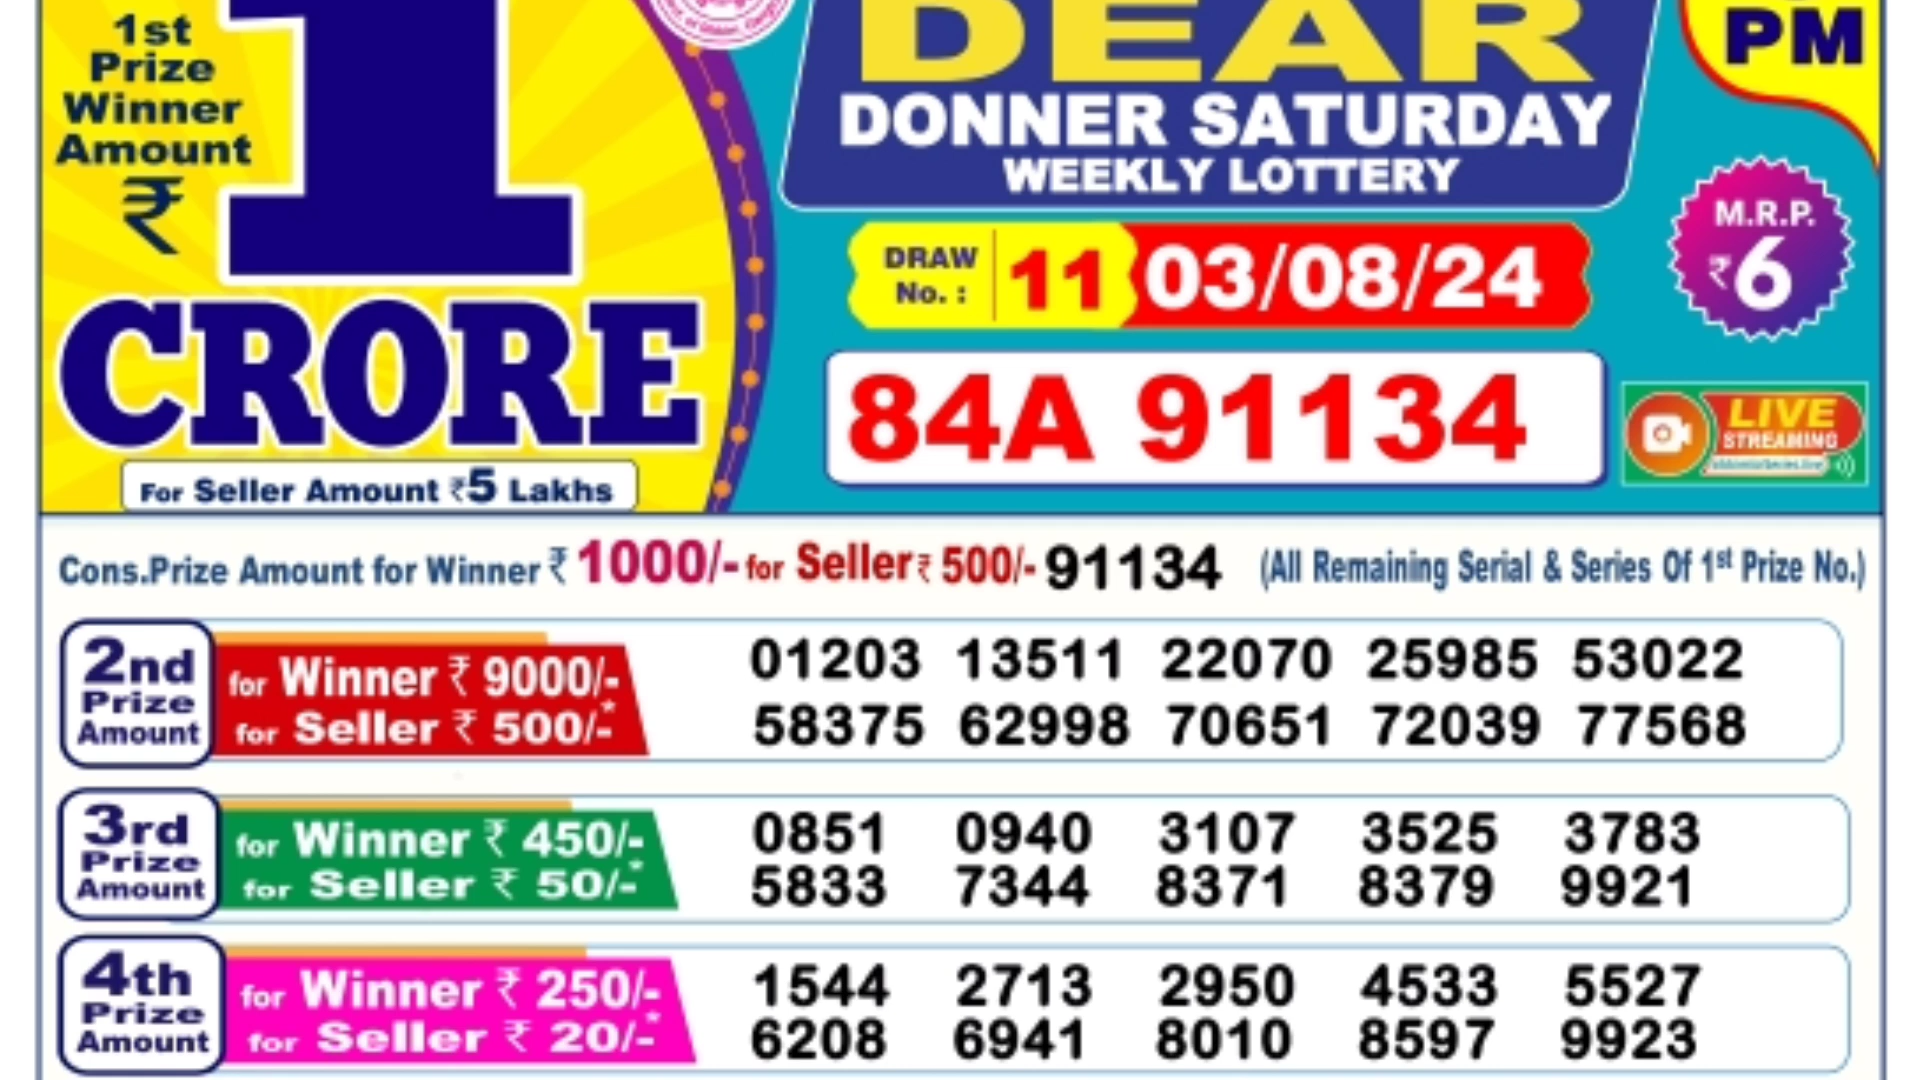 1st
Prize
Winner
Amount
₹
1
CRORE
For Seller Amount ₹5 Lakhs
DEAR
DONNER SATURDAY
WEEKLY LOTTERY
PM
M.R.P.
₹6
DRAW No. : 11 03/08/24
84A 91134
LIVE
STREAMING
Cons.Prize Amount for Winner ₹ 1000/- for Seller ₹ 500/- 91134 (All Remaining Serial & Series Of 1st Prize No.)
2nd
Prize
Amount
for Winner ₹ 9000/-
for Seller ₹ 500/-*
01203 13511 22070 25985 53022
58375 62998 70651 72039 77568
3rd
Prize
Amount
for Winner ₹ 450/-
for Seller ₹ 50/-*
0851 0940 3107 3525 3783
5833 7344 8371 8379 9921
4th
Prize
Amount
for Winner ₹ 250/-
for Seller ₹ 20/-*
1544 2713 2950 4533 5527
6208 6941 8010 8597 9923